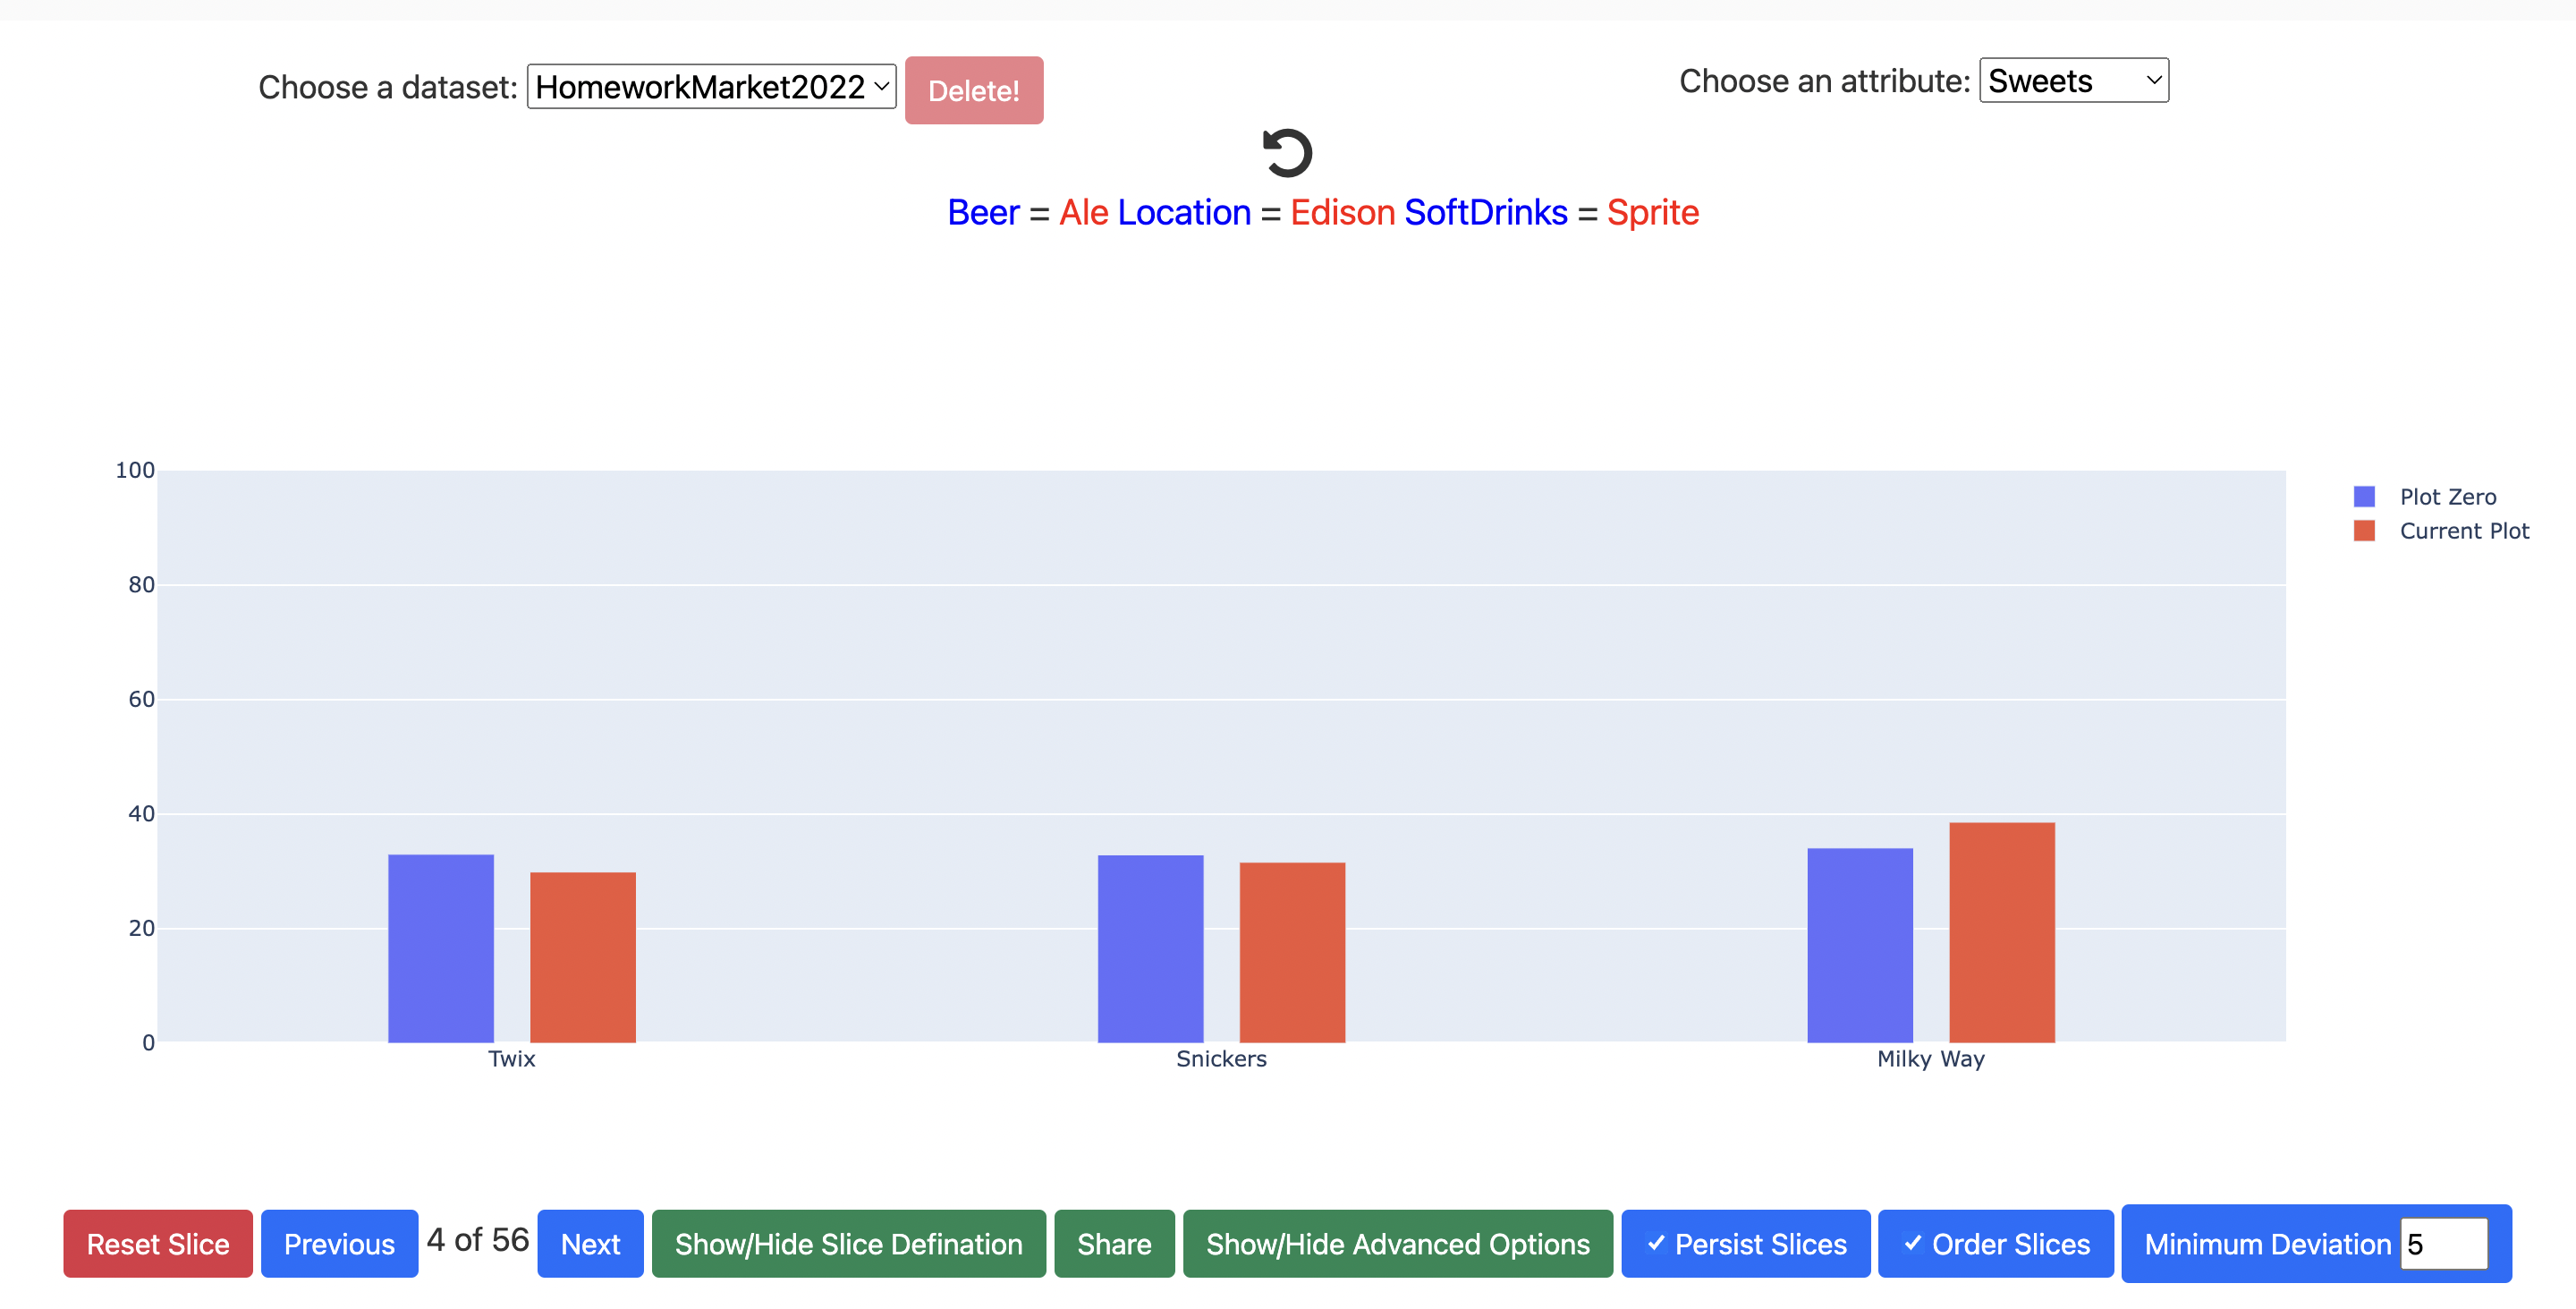 Choose a dataset: HomeworkMarket2022 Delete! Choose an attribute: Sweets
Beer = Ale Location = Edison SoftDrinks = Sprite
100
80
60
40
20
0
Twix Snickers Milky Way
Plot Zero
Current Plot
Reset Slice Previous 4 of 56 Next Show/Hide Slice Defination Share Show/Hide Advanced Options Persist Slices Order Slices Minimum Deviation 5